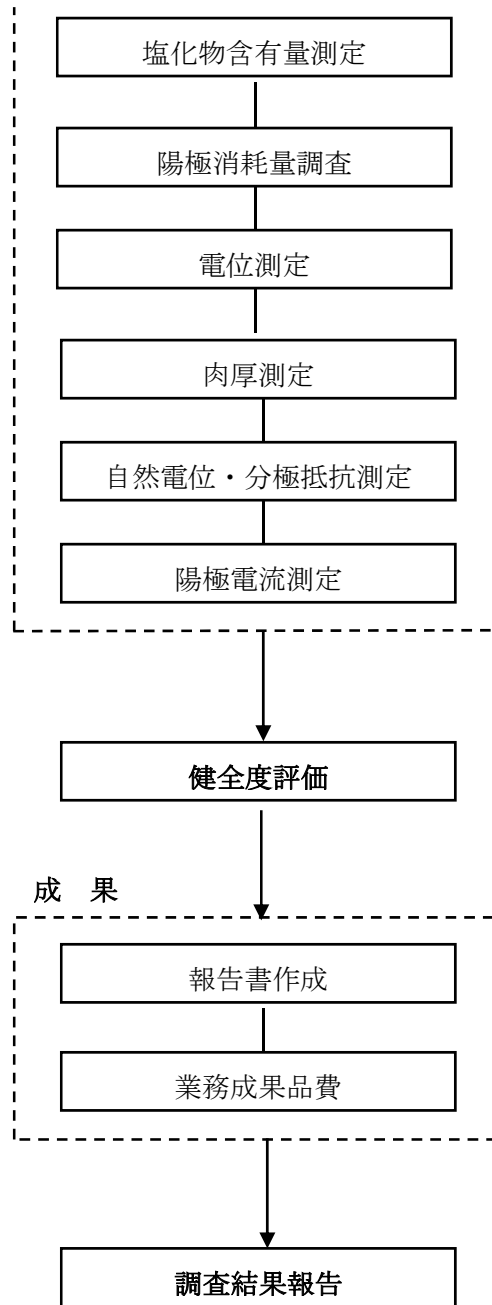 塩化物含有量測定
陽極消耗量調査
電位測定
肉厚測定
自然電位・分極抵抗測定
陽極電流測定
健全度評価
成　果
報告書作成
業務成果品費
調査結果報告